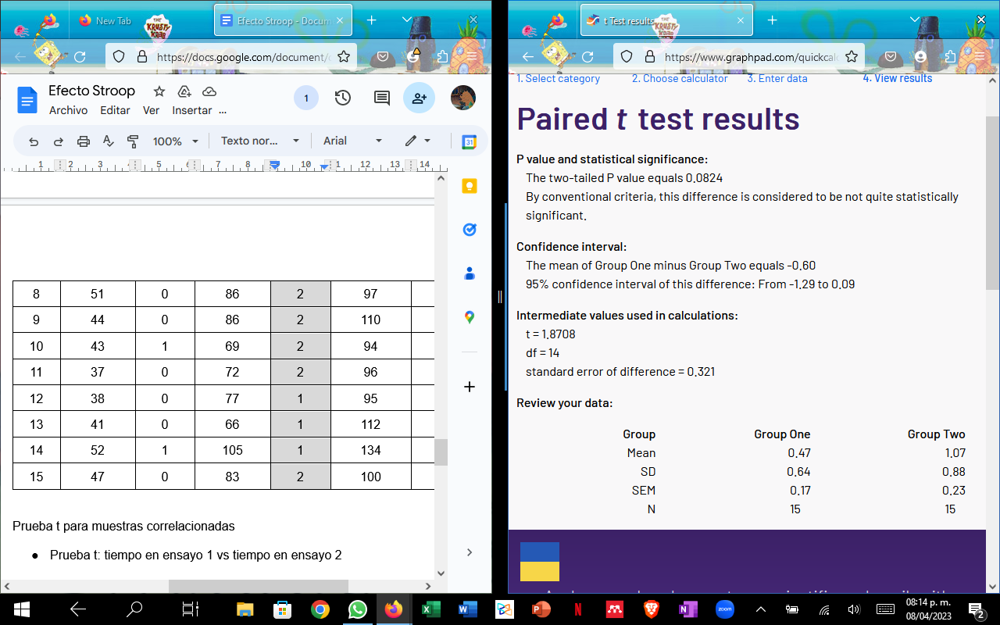 New Tab
THE KRUSTY KRAB
Efecto Stroop - Docum
https://docs.google.com/document/
Efecto Stroop
1
Archivo Editar Ver Insertar ...
100% Texto nor... Arial
31
1 2 3 4 5 6 7 8 9 10 11 12 13 14
8 51 0 86 2 97
9 44 0 86 2 110
10 43 1 69 2 94
11 37 0 72 2 96
12 38 0 77 1 95
13 41 0 66 1 112
14 52 1 105 1 134
15 47 0 83 2 100
Prueba t para muestras correlacionadas
● Prueba t: tiempo en ensayo 1 vs tiempo en ensayo 2
t Test results
THE KRUSTY KRAB
https://www.graphpad.com/quickcal
1. Select category 2. Choose calculator 3. Enter data 4. View results
Paired t test results
P value and statistical significance:
The two-tailed P value equals 0.0824
By conventional criteria, this difference is considered to be not quite statistically
significant.
Confidence interval:
The mean of Group One minus Group Two equals -0.60
95% confidence interval of this difference: From -1.29 to 0.09
Intermediate values used in calculations:
t = 1.8708
df = 14
standard error of difference = 0.321
Review your data:
Group Group One Group Two
Mean 0.47 1.07
SD 0.64 0.88
SEM 0.17 0.23
N 15 15
zoom
08:14 p. m.
08/04/2023
2